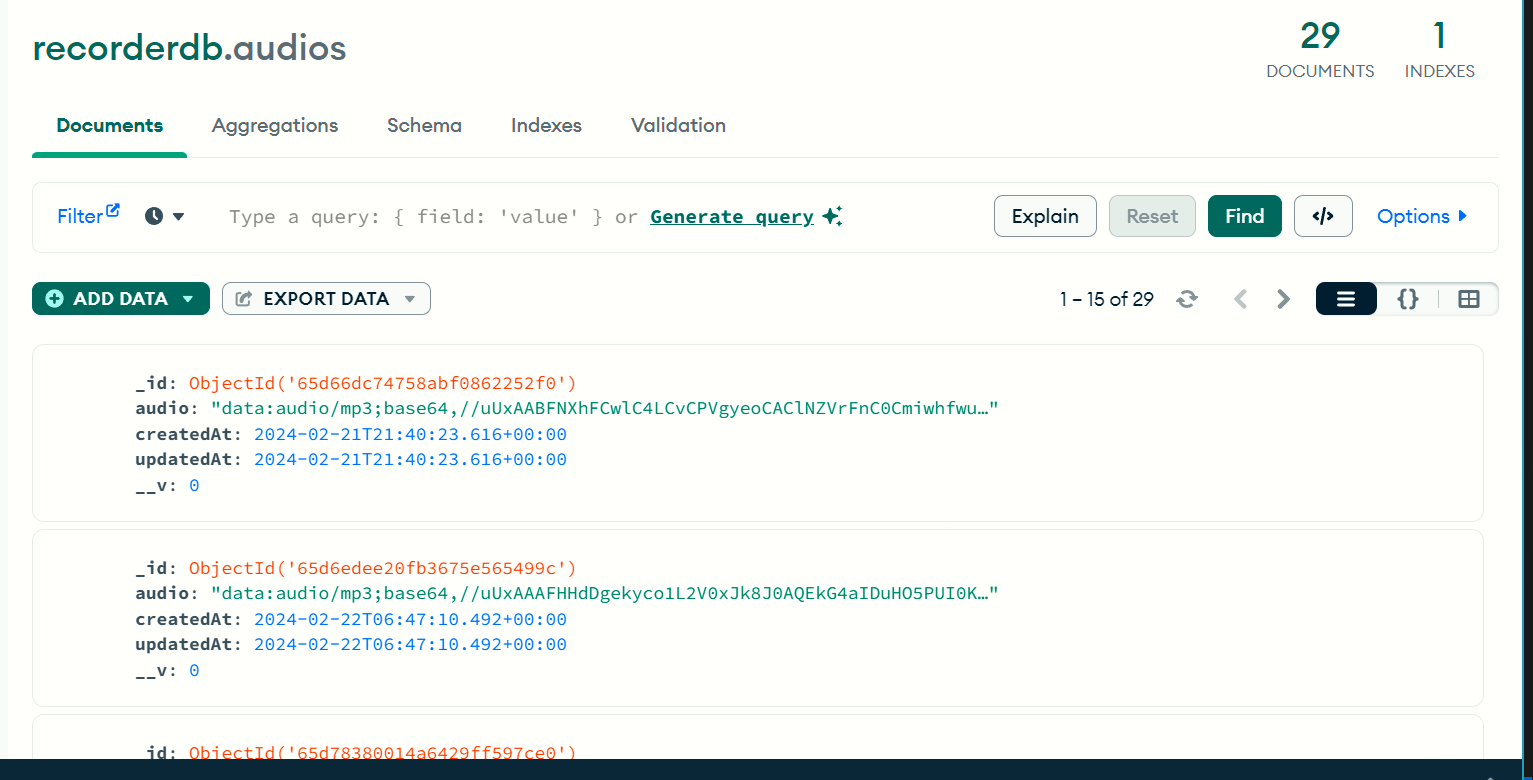 recorderdb.audios
29
DOCUMENTS
1
INDEXES
Documents Aggregations Schema Indexes Validation
Filter Type a query: { field: 'value' } or Generate query Explain Reset Find </> Options
ADD DATA EXPORT DATA 1 – 15 of 29 {}
_id: ObjectId('65d66dc74758abf0862252f0')
audio: "data:audio/mp3;base64,//uUxAABFNXhFCwlC4LCvCPVgyeoCAClNZVrFnC0Cmiwhfwu…"
createdAt: 2024-02-21T21:40:23.616+00:00
updatedAt: 2024-02-21T21:40:23.616+00:00
__v: 0
_id: ObjectId('65d6edee20fb3675e565499c')
audio: "data:audio/mp3;base64,//uUxAAAFHHdDgekyco1L2V0xJk8J0AQEkG4aIDuHO5PUI0K…"
createdAt: 2024-02-22T06:47:10.492+00:00
updatedAt: 2024-02-22T06:47:10.492+00:00
__v: 0
_id: ObjectId('65d78380014a6429ff597ce0')